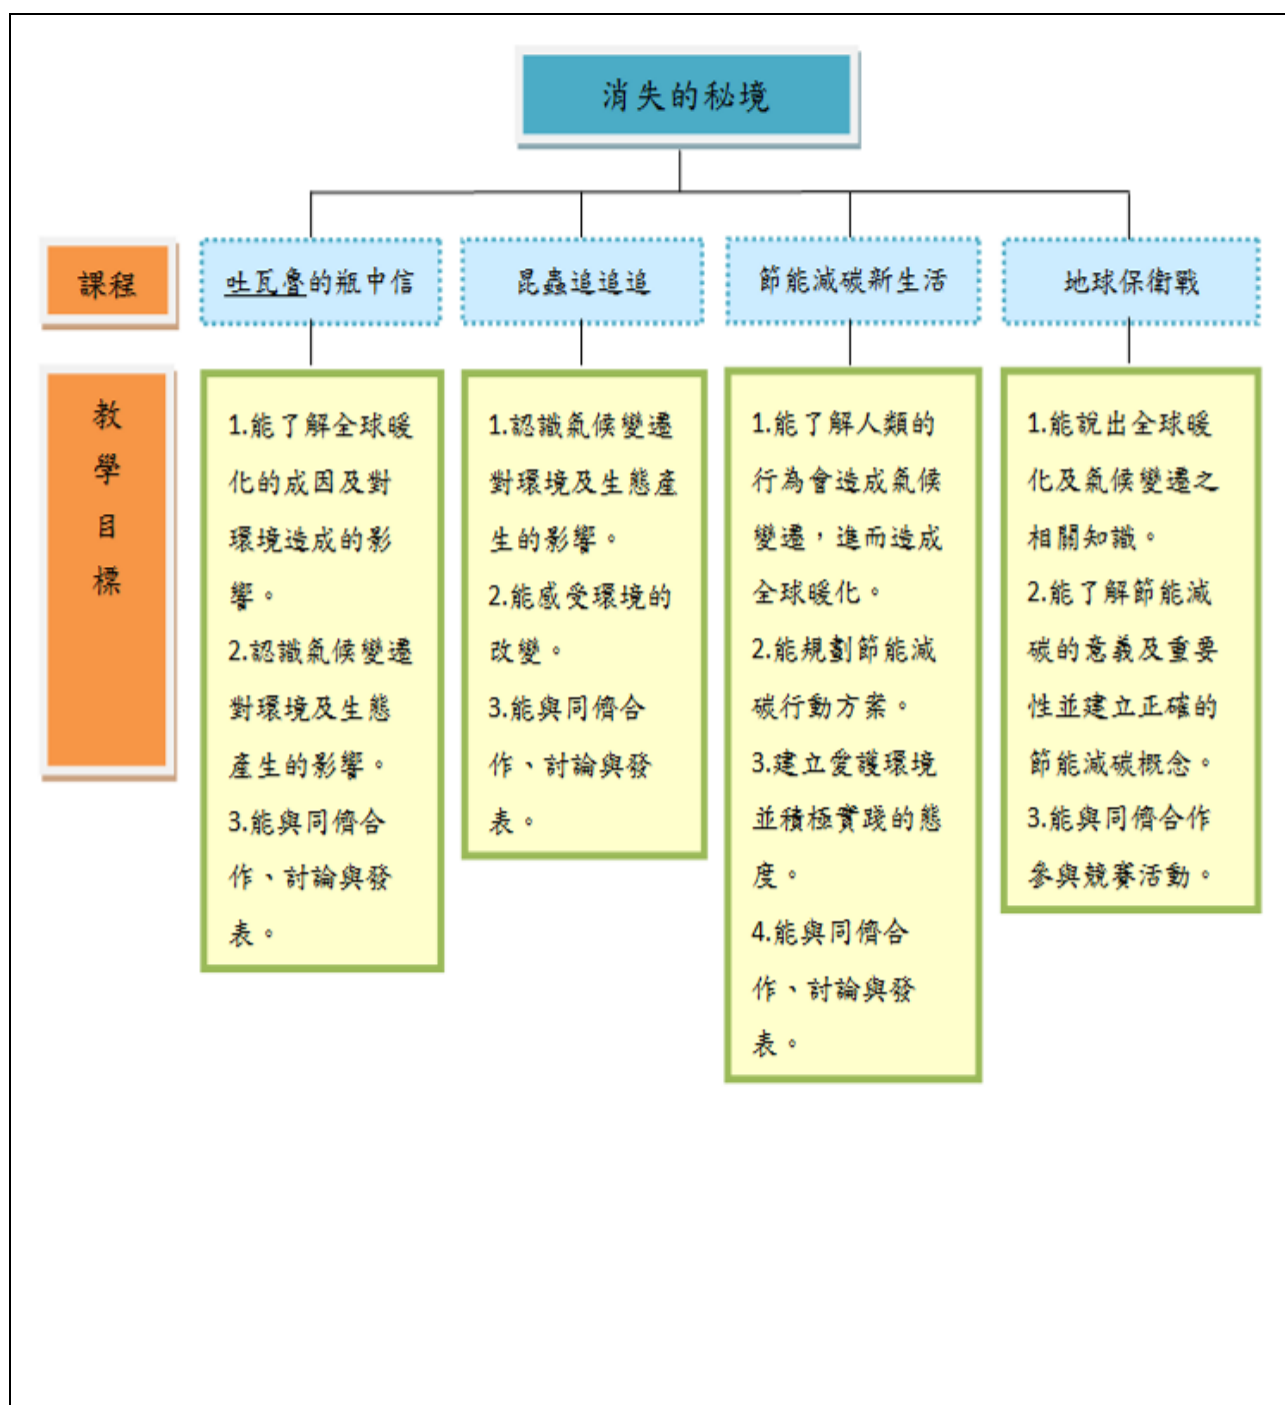 消失的秘境
課程
吐瓦魯的瓶中信
昆蟲追追追
節能減碳新生活
地球保衛戰
教
學
目
標
1.能了解全球暖
化的成因及對
環境造成的影
響。
2.認識氣候變遷
對環境及生態
產生的影響。
3.能與同儕合
作、討論與發
表。
1.認識氣候變遷
對環境及生態產
生的影響。
2.能感受環境的
改變。
3.能與同儕合
作、討論與發
表。
1.能了解人類的
行為會造成氣候
變遷，進而造成
全球暖化。
2.能規劃節能減
碳行動方案。
3.建立愛護環境
並積極實踐的態
度。
4.能與同儕合
作、討論與發
表。
1.能說出全球暖
化及氣候變遷之
相關知識。
2.能了解節能減
碳的意義及重要
性並建立正確的
節能減碳概念。
3.能與同儕合作
參與競賽活動。